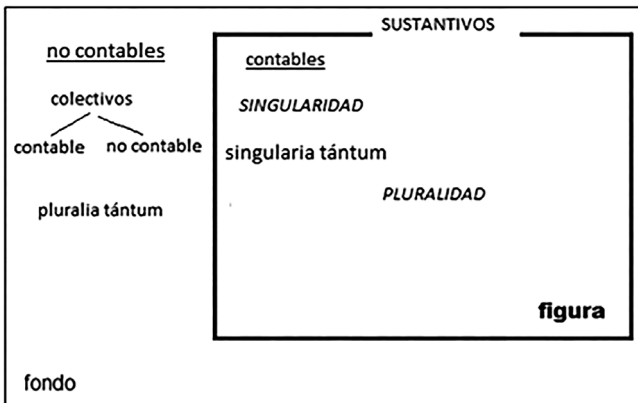 SUSTANTIVOS
no contables
colectivos
contable no contable
pluralia tántum
contables
SINGULARIDAD
singularia tántum
PLURALIDAD
figura
fondo